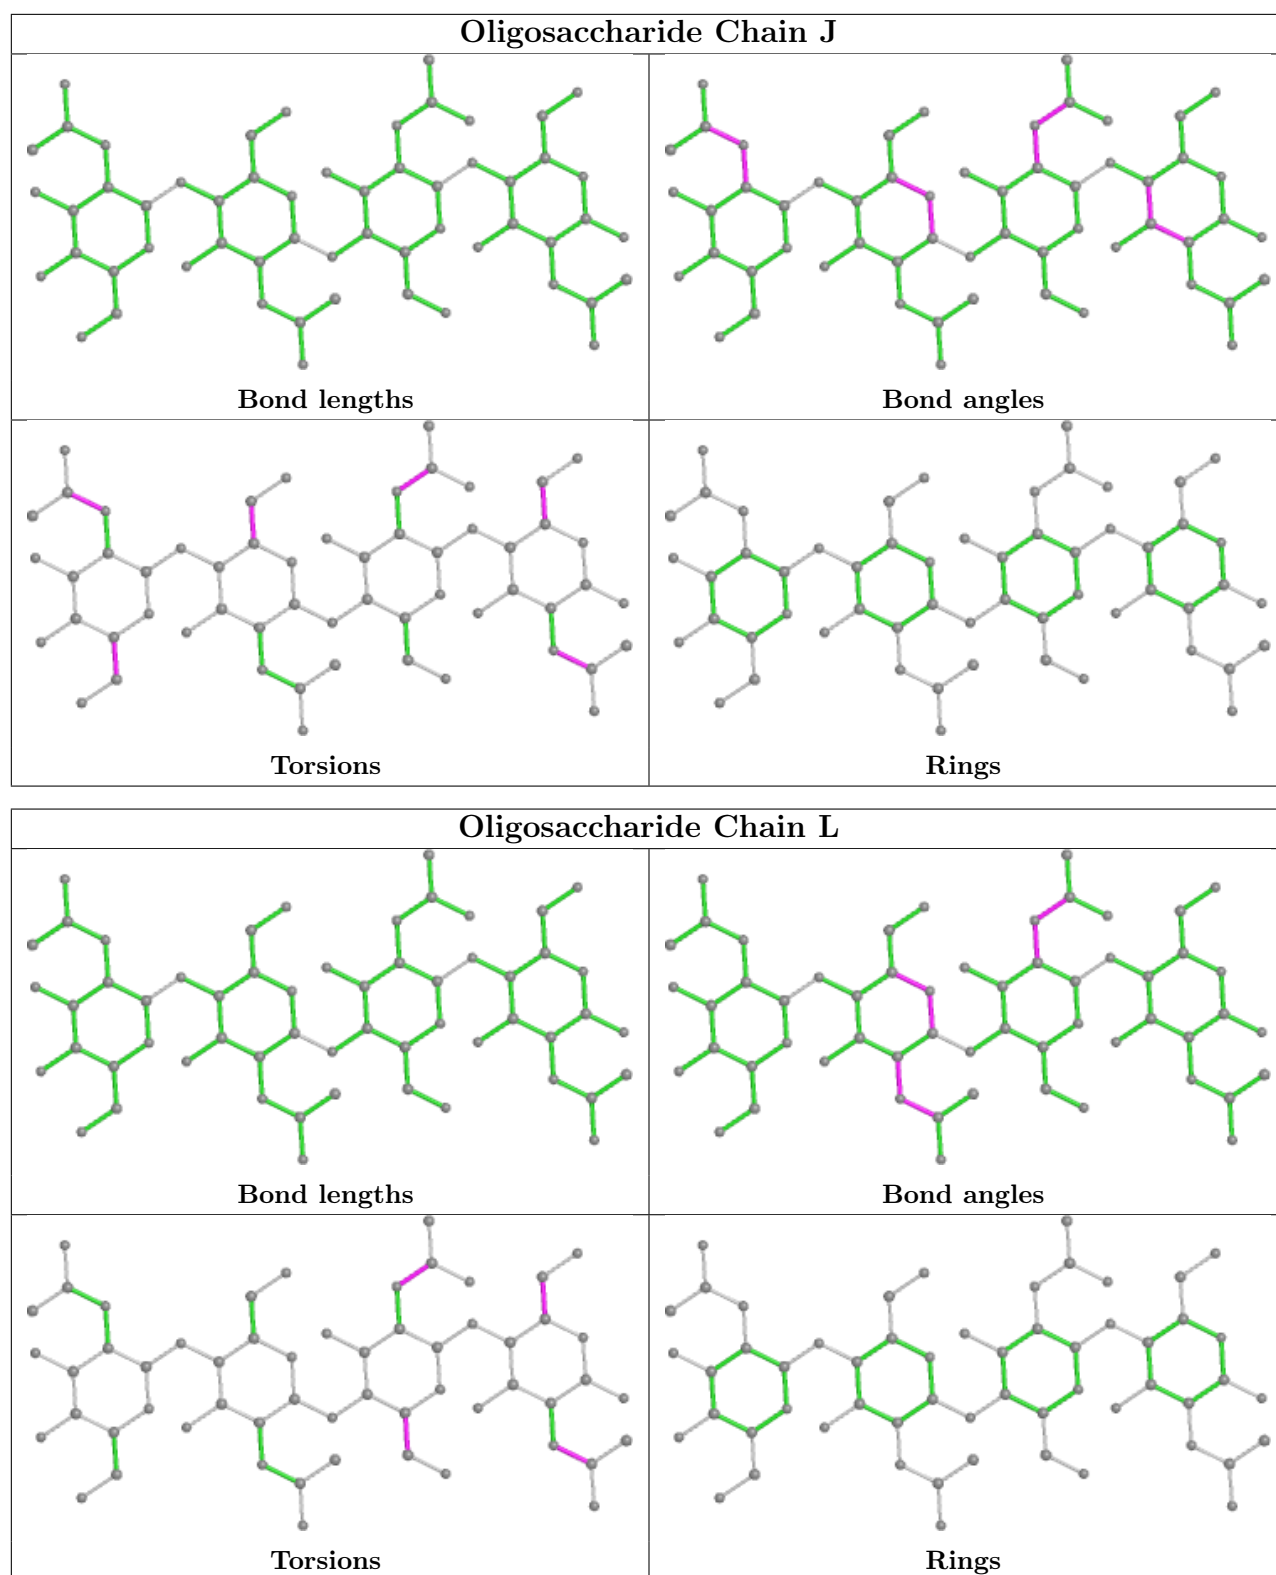 Oligosaccharide Chain J
Bond lengths
Bond angles
Torsions
Rings
Oligosaccharide Chain L
Bond lengths
Bond angles
Torsions
Rings